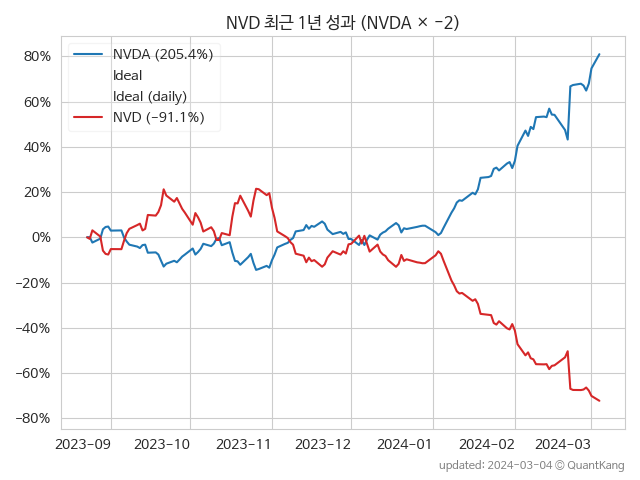 NVD 최근 1년 성과 (NVDA × -2)
NVDA (205.4%)
Ideal
Ideal (daily)
NVD (-91.1%)
80%
60%
40%
20%
0%
-20%
-40%
-60%
-80%
2023-09 2023-10 2023-11 2023-12 2024-01 2024-02 2024-03
updated: 2024-03-04 © QuantKang